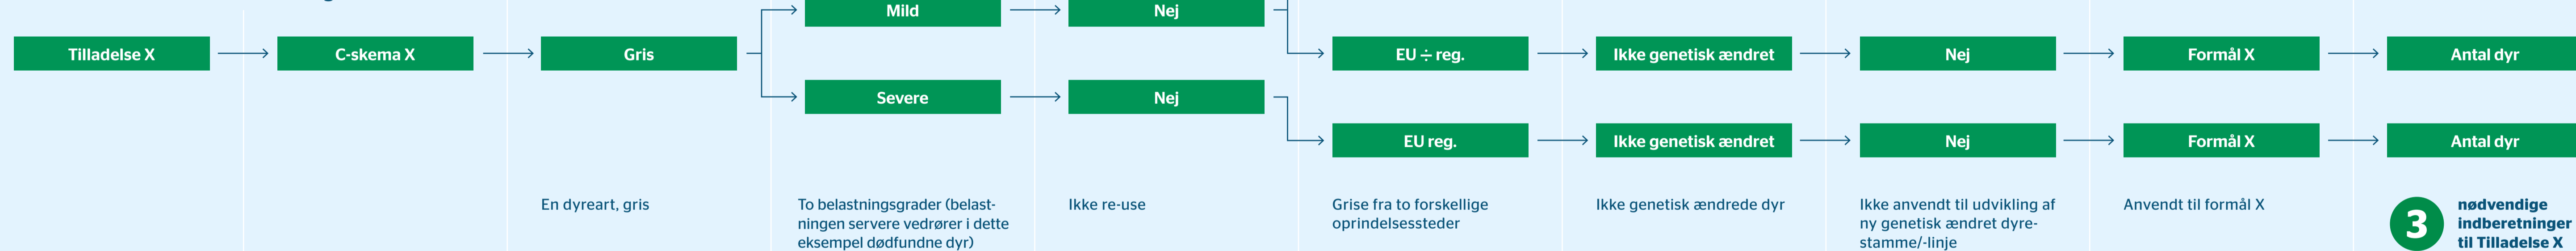 Mild
Nej
Tilladelse X
C-skema X
Gris
EU ÷ reg.
Ikke genetisk ændret
Nej
Formål X
Antal dyr
Severe
Nej
EU reg.
Ikke genetisk ændret
Nej
Formål X
Antal dyr
En dyreart, gris
To belastningsgrader (belast-
ningen servere vedrører i dette
eksempel dødfundne dyr)
Ikke re-use
Grise fra to forskellige
oprindelsessteder
Ikke genetisk ændrede dyr
Ikke anvendt til udvikling af
ny genetisk ændret dyre-
stamme/-linje
Anvendt til formål X
3
nødvendige
indberetninger
til Tilladelse X